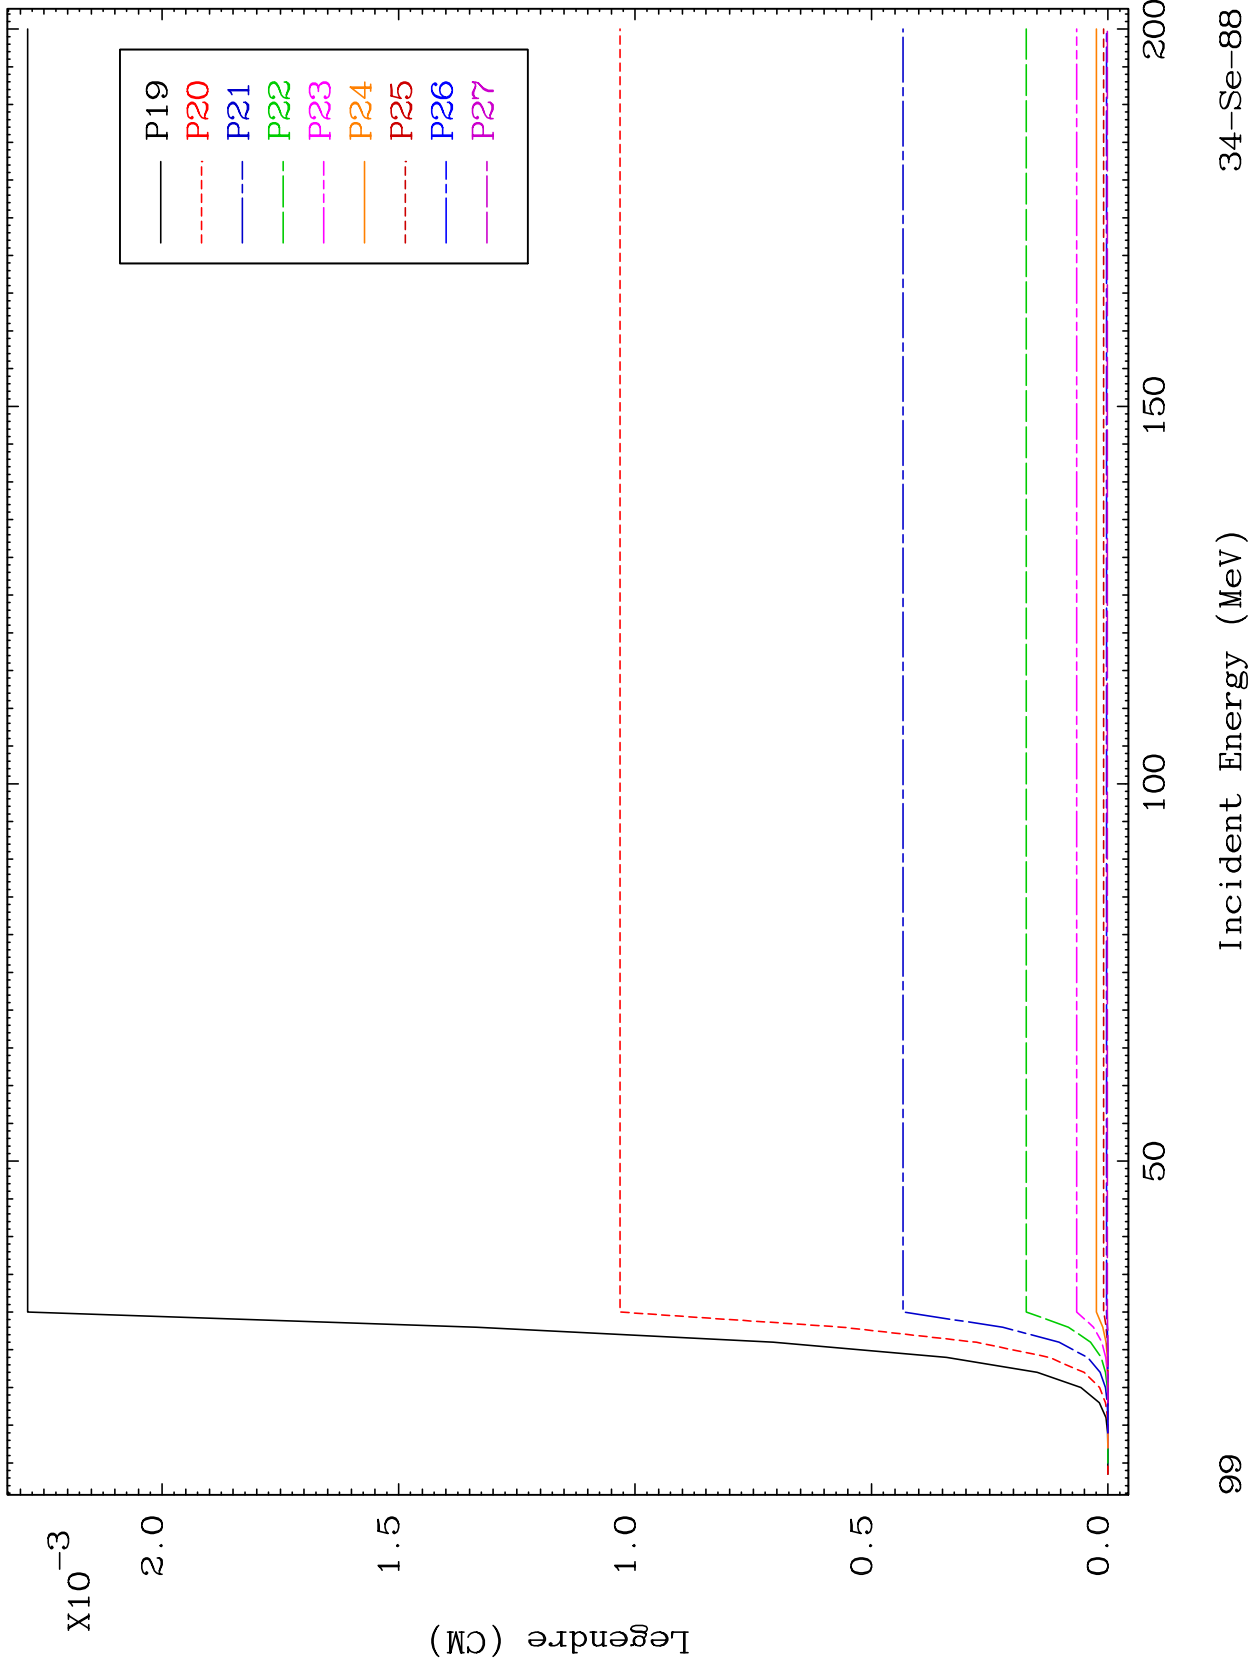 X10-3
Legendre (CM)
2.0
1.5
1.0
0.5
0.0
P19
P20
P21
P22
P23
P24
P25
P26
P27
50
100
150
200
99
Incident Energy (MeV)
34-Se-88